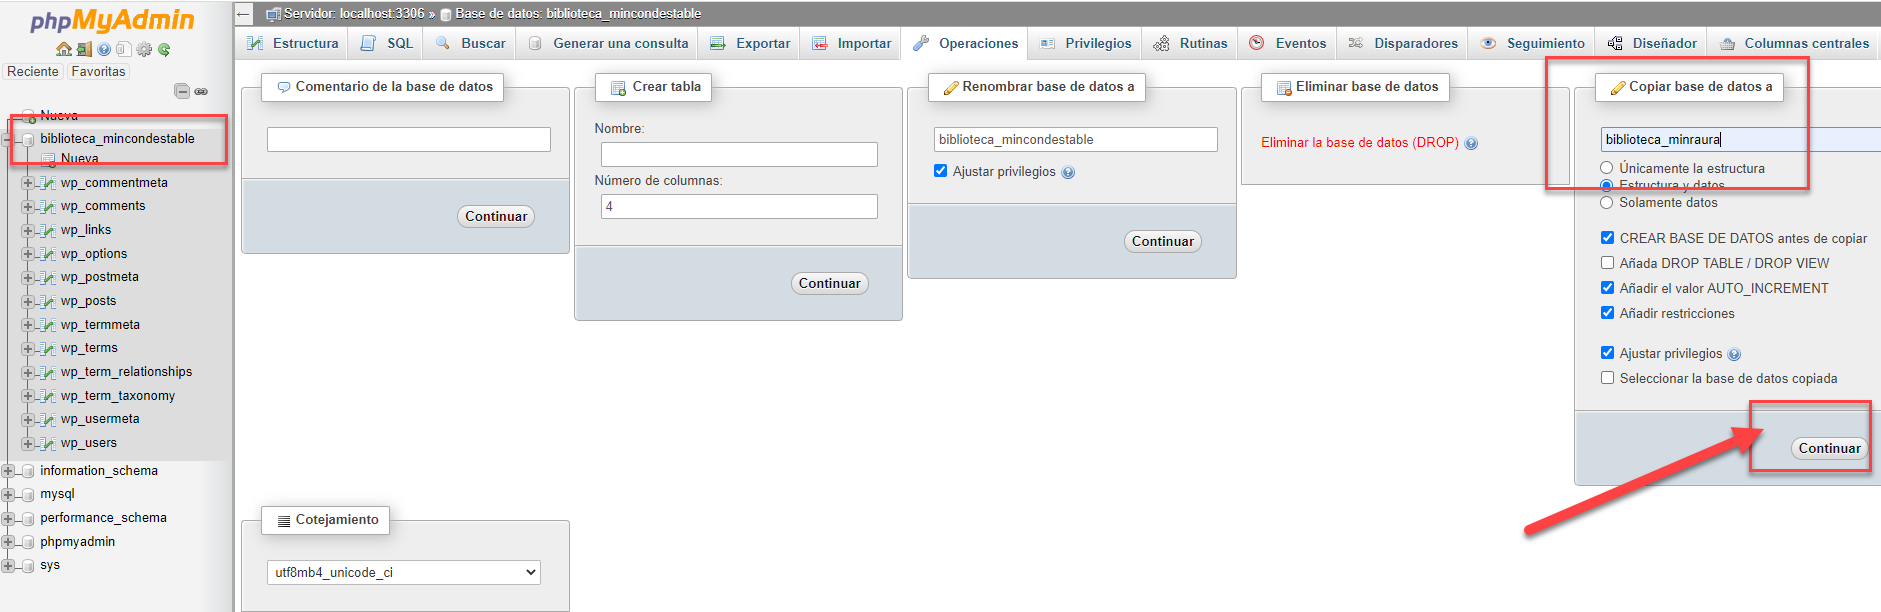 phpMyAdmin
Reciente Favoritas
Nueva
biblioteca_mincondestable
Nueva
wp_commentmeta
wp_comments
wp_links
wp_options
wp_postmeta
wp_posts
wp_termmeta
wp_terms
wp_term_relationships
wp_term_taxonomy
wp_usermeta
wp_users
information_schema
mysql
performance_schema
phpmyadmin
sys
Servidor: localhost:3306 » Base de datos: biblioteca_mincondestable
Estructura SQL Buscar Generar una consulta Exportar Importar Operaciones Privilegios Rutinas Eventos Disparadores Seguimiento Diseñador Columnas centrales
Comentario de la base de datos
Continuar
Crear tabla
Nombre:
Número de columnas:
4
Continuar
Renombrar base de datos a
biblioteca_mincondestable
Ajustar privilegios
Continuar
Eliminar base de datos
Eliminar la base de datos (DROP)
Copiar base de datos a
biblioteca_minraura
Únicamente la estructura
Estructura y datos
Solamente datos
CREAR BASE DE DATOS antes de copiar
Añada DROP TABLE / DROP VIEW
Añadir el valor AUTO_INCREMENT
Añadir restricciones
Ajustar privilegios
Seleccionar la base de datos copiada
Continuar
Cotejamiento
utf8mb4_unicode_ci